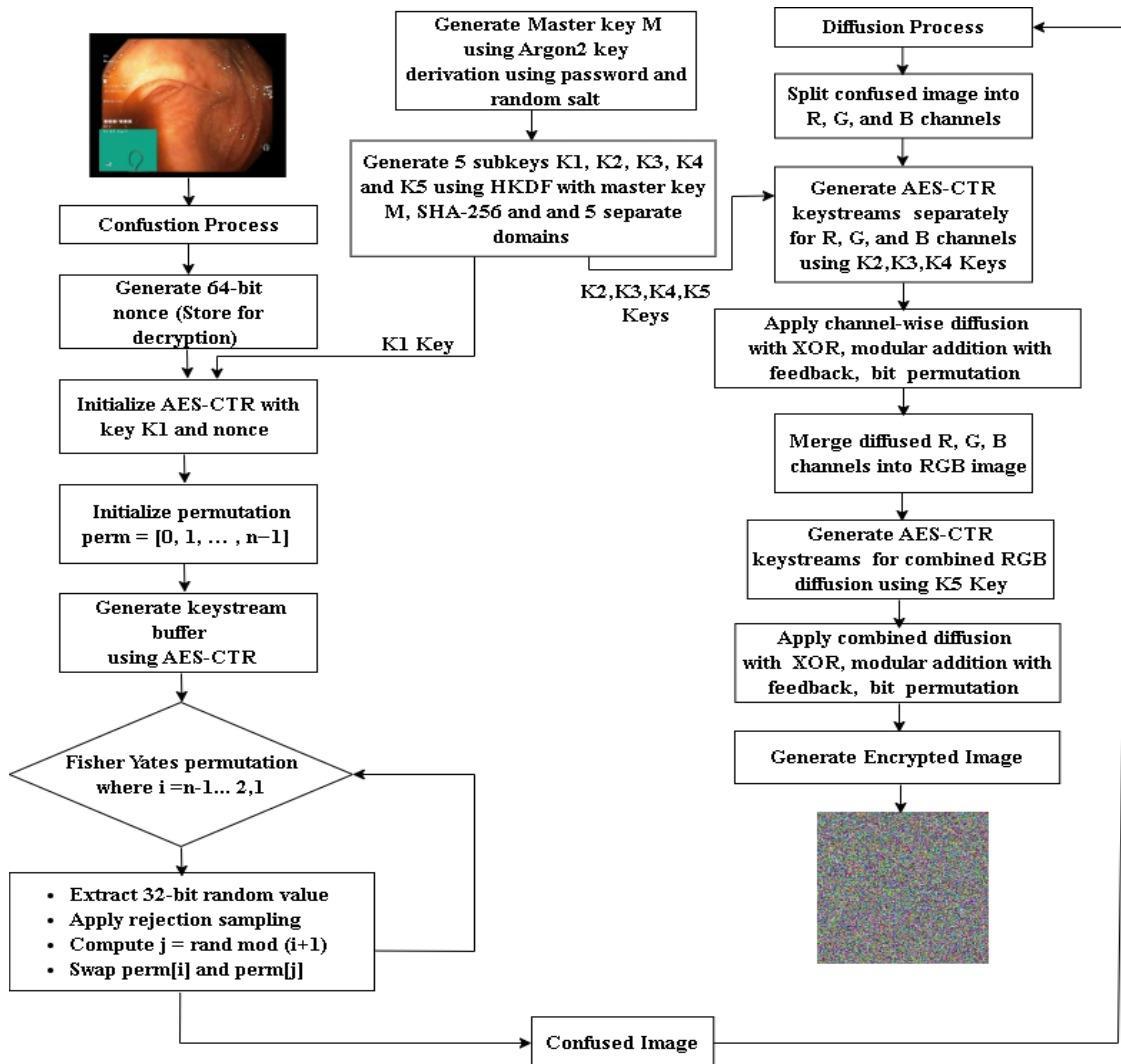 Generate Master key M
using Argon2 key
derivation using password and
random salt
Generate 5 subkeys K1, K2, K3, K4
and K5 using HKDF with master key
M, SHA-256 and and 5 separate
domains
K1 Key
K2,K3,K4,K5
Keys
Confustion Process
Generate 64-bit
nonce (Store for
decryption)
Initialize AES-CTR with
key K1 and nonce
Initialize permutation
perm = [0, 1, … , n−1]
Generate keystream
buffer
using AES-CTR
Fisher Yates permutation
where i =n-1... 2,1
• Extract 32-bit random value
• Apply rejection sampling
• Compute j = rand mod (i+1)
• Swap perm[i] and perm[j]
Confused Image
Diffusion Process
Split confused image into
R, G, and B channels
Generate AES-CTR
keystreams separately
for R, G, and B channels
using K2,K3,K4 Keys
Apply channel-wise diffusion
with XOR, modular addition with
feedback, bit permutation
Merge diffused R, G, B
channels into RGB image
Generate AES-CTR
keystreams for combined RGB
diffusion using K5 Key
Apply combined diffusion
with XOR, modular addition with
feedback, bit permutation
Generate Encrypted Image